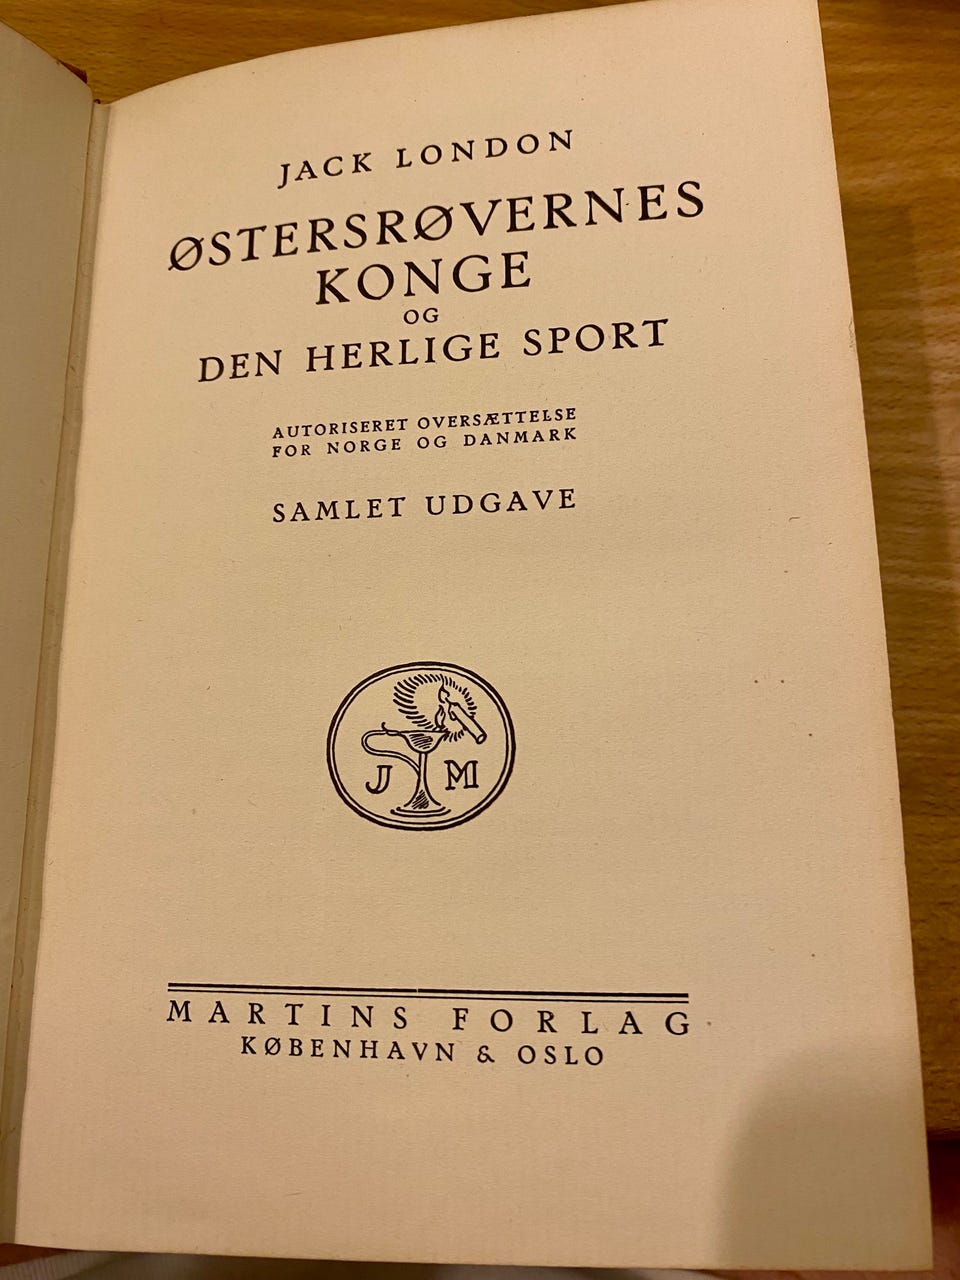 JACK LONDON
ØSTERSRØVERNES
KONGE
OG
DEN HERLIGE SPORT
AUTORISERET OVERSÆTTELSE
FOR NORGE OG DANMARK
SAMLET UDGAVE
J M
MARTINS FORLAG
KØBENHAVN & OSLO